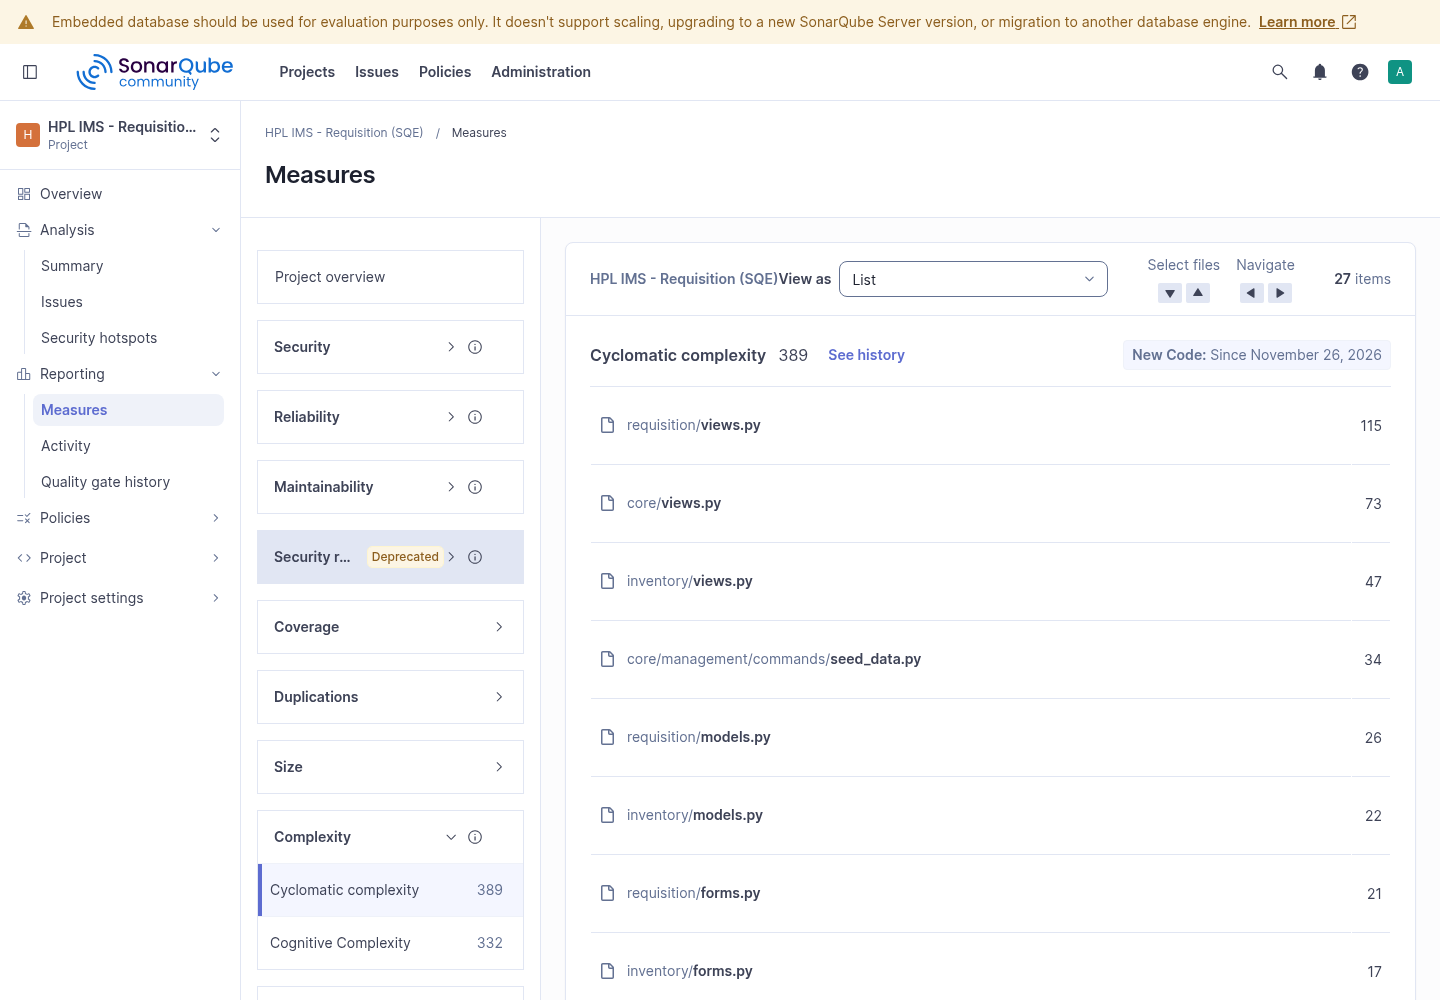 Embedded database should be used for evaluation purposes only. It doesn't support scaling, upgrading to a new SonarQube Server version, or migration to another database engine. Learn more
SonarQube community
Projects Issues Policies Administration
A
H
HPL IMS - Requisitio...
Project
Overview
Analysis
Summary
Issues
Security hotspots
Reporting
Measures
Activity
Quality gate history
Policies
Project
Project settings
HPL IMS - Requisition (SQE) / Measures
Measures
Project overview
Security
Reliability
Maintainability
Security r... Deprecated
Coverage
Duplications
Size
Complexity
Cyclomatic complexity 389
Cognitive Complexity 332
HPL IMS - Requisition (SQE)View as List
Select files Navigate
27 items
Cyclomatic complexity 389 See history
New Code: Since November 26, 2026
requisition/views.py 115
core/views.py 73
inventory/views.py 47
core/management/commands/seed_data.py 34
requisition/models.py 26
inventory/models.py 22
requisition/forms.py 21
inventory/forms.py 17